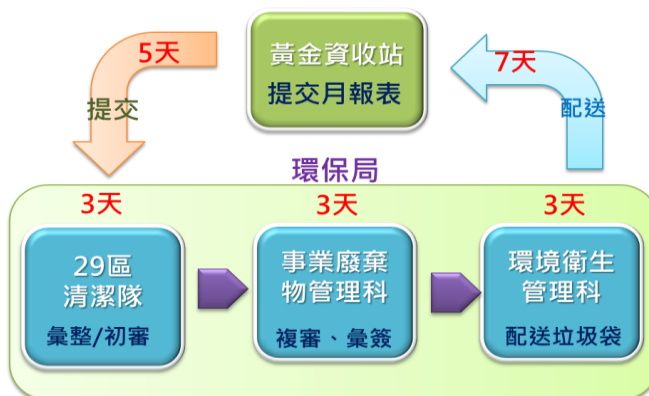 黃金資收站
提交月報表
5天
提交
7天
配送
環保局
3天
29區
清潔隊
彙整/初審
3天
事業廢棄
物管理科
複審、彙簽
3天
環境衛生
管理科
配送垃圾袋